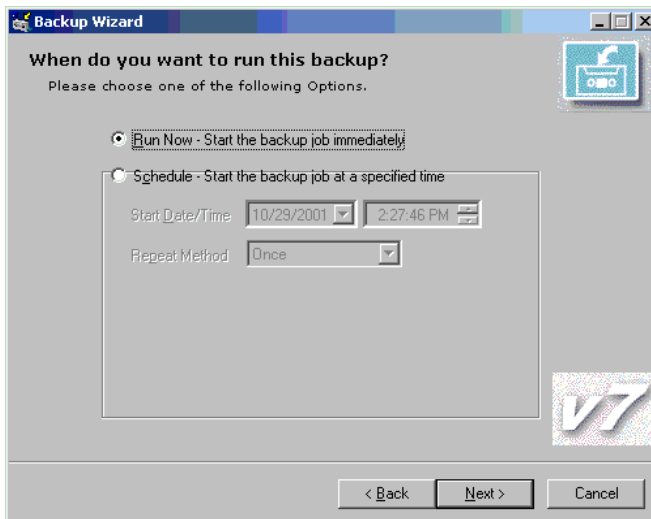 Backup Wizard
When do you want to run this backup?
Please choose one of the following Options.
Run Now - Start the backup job immediately
Schedule - Start the backup job at a specified time
Start Date/Time 10/29/2001 2:27:46 PM
Repeat Method Once
v7
< Back Next > Cancel